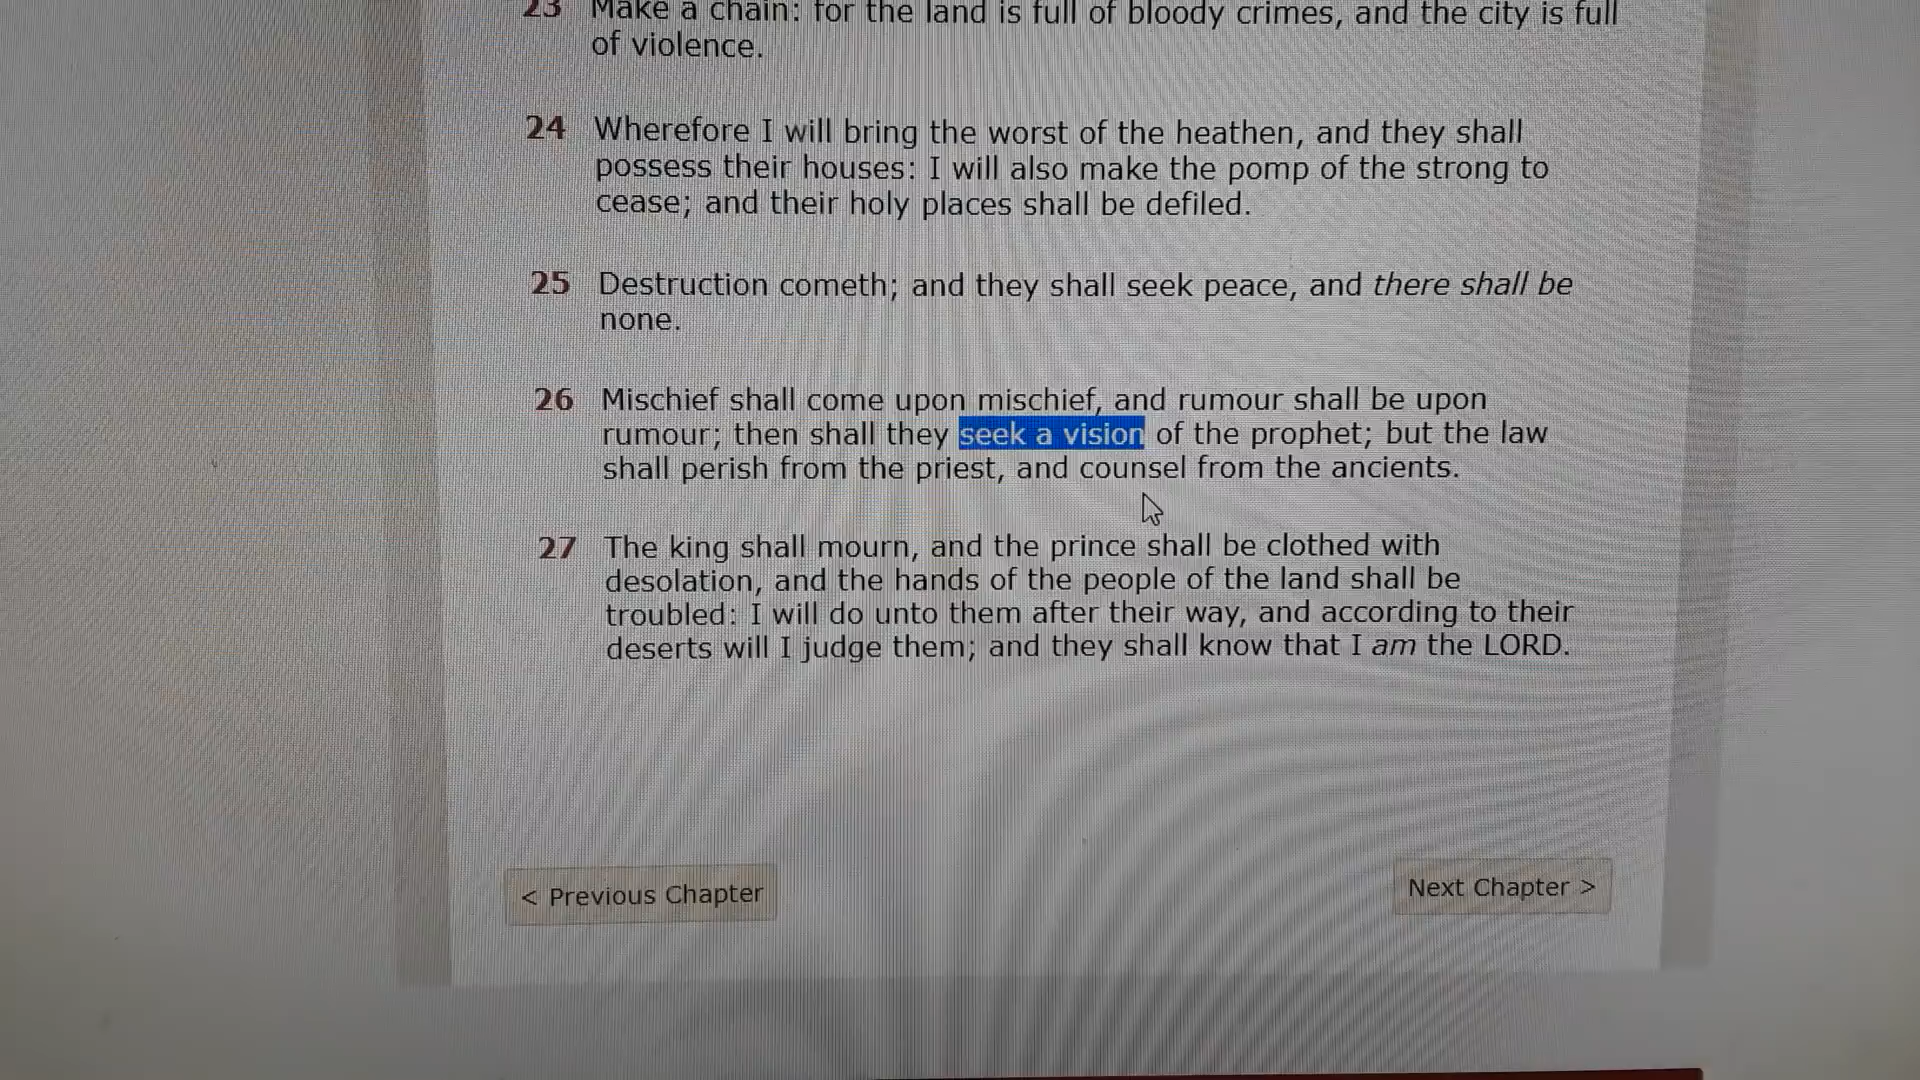 23 Make a chain: for the land is full of bloody crimes, and the city is full
of violence.
24 Wherefore I will bring the worst of the heathen, and they shall
possess their houses: I will also make the pomp of the strong to
cease; and their holy places shall be defiled.
25 Destruction cometh; and they shall seek peace, and there shall be
none.
26 Mischief shall come upon mischief, and rumour shall be upon
rumour; then shall they seek a vision of the prophet; but the law
shall perish from the priest, and counsel from the ancients.
27 The king shall mourn, and the prince shall be clothed with
desolation, and the hands of the people of the land shall be
troubled: I will do unto them after their way, and according to their
deserts will I judge them; and they shall know that I am the LORD.
< Previous Chapter
Next Chapter >